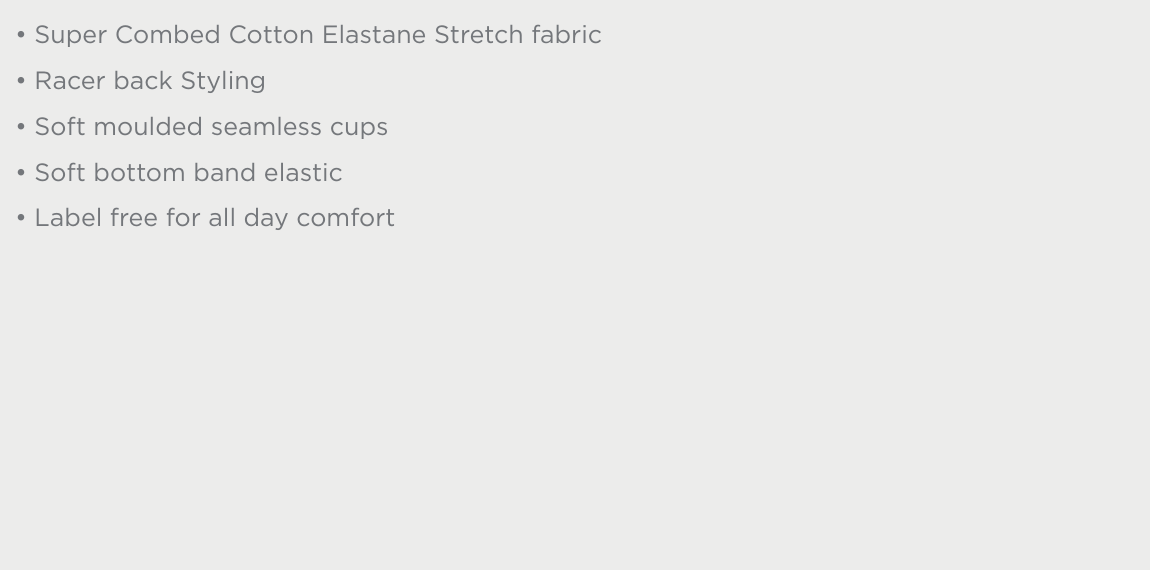 • Super Combed Cotton Elastane Stretch fabric
• Racer back Styling
• Soft moulded seamless cups
• Soft bottom band elastic
• Label free for all day comfort